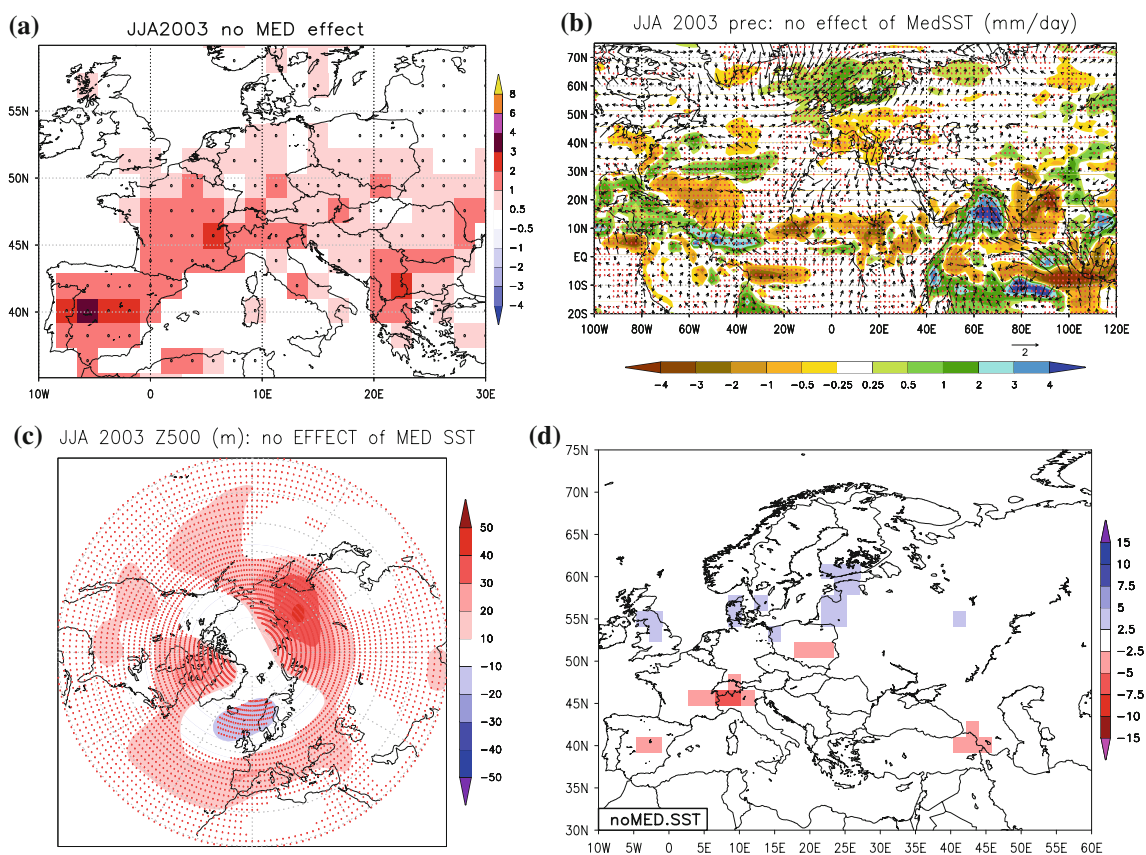 (a) JJA2003 no MED effect
55N
50N
45N
40N
10W 0 10E 20E 30E
8
6
4
3
2
1
0.5
-0.5
-1
-2
-3
-4
(b) JJA 2003 prec: no effect of MedSST (mm/day)
70N
60N
50N
40N
30N
20N
10N
EQ
10S
20S
100W 80W 60W 40W 20W 0 20E 40E 60E 80E 100E 120E
2
-4 -3 -2 -1 -0.5 -0.25 0.25 0.5 1 2 3 4
(c) JJA 2003 Z500 (m): no EFFECT of MED SST
50
40
30
20
10
-10
-20
-30
-40
-50
(d)
75N
70N
65N
60N
55N
50N
45N
40N
35N
30N
noMED.SST
10W 5W 0 5E 10E 15E 20E 25E 30E 35E 40E 45E 50E 55E 60E
15
10
7.5
5
2.5
-2.5
-5
-7.5
-10
-15